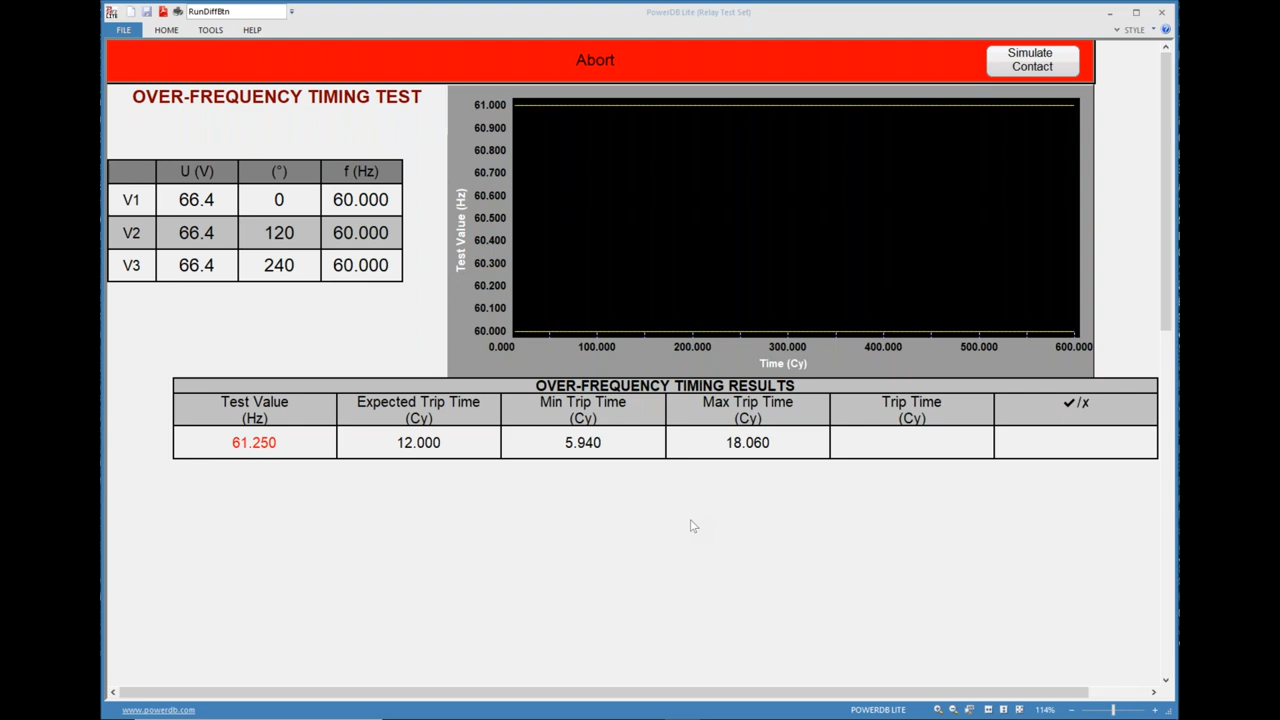 RunDiffBtn
PowerDB Lite (Relay Test Set)
FILE HOME TOOLS HELP
STYLE
Abort
Simulate
Contact
OVER-FREQUENCY TIMING TEST
U (V) (°) f (Hz)
V1 66.4 0 60.000
V2 66.4 120 60.000
V3 66.4 240 60.000
Test Value (Hz)
61.000
60.900
60.800
60.700
60.600
60.500
60.400
60.300
60.200
60.100
60.000
0.000 100.000 200.000 300.000 400.000 500.000 600.000
Time (Cy)
OVER-FREQUENCY TIMING RESULTS
Test Value Expected Trip Time Min Trip Time Max Trip Time Trip Time ✓/x
(Hz) (Cy) (Cy) (Cy) (Cy)
61.250 12.000 5.940 18.060
www.powerdb.com
POWERDB LITE
114%